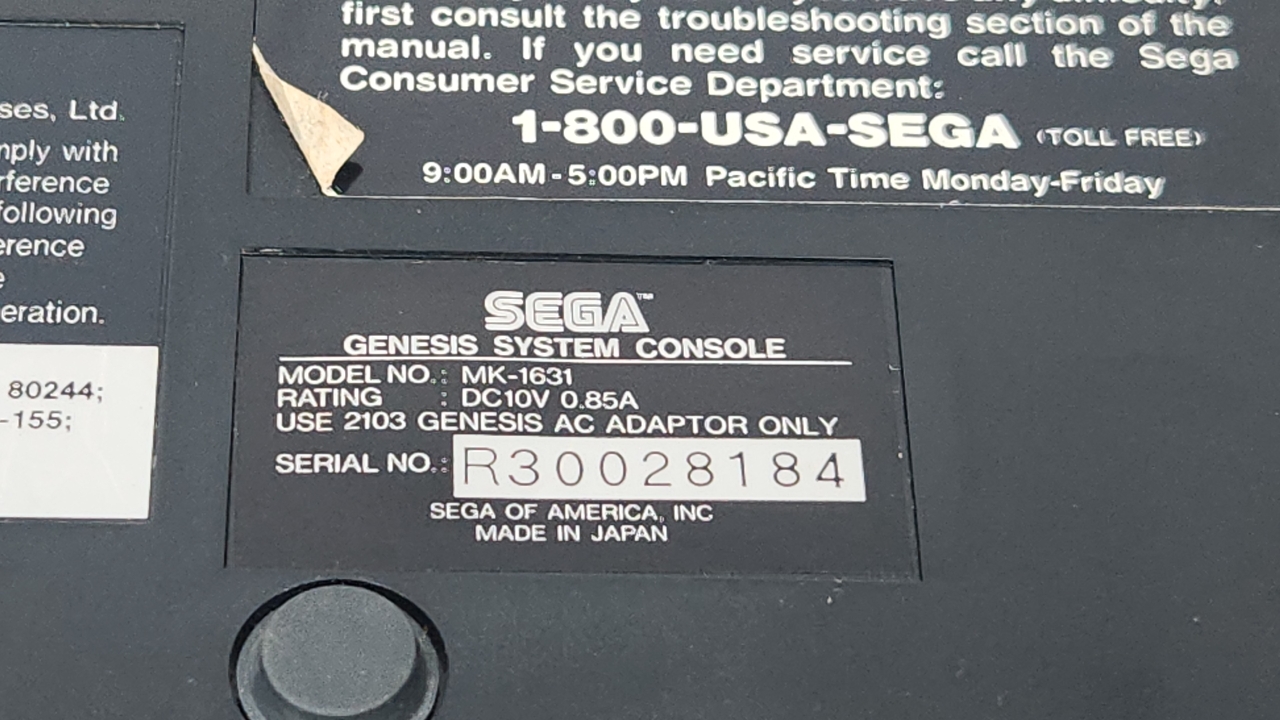 first consult the troubleshooting section of the
manual. If you need service call the Sega
Consumer Service Department:
1-800-USA-SEGA (TOLL FREE)
9:00AM-5:00PM Pacific Time Monday-Friday
ses, Ltd.
mply with
rference
following
erence
e
eration.
80244;
-155;
SEGA™
GENESIS SYSTEM CONSOLE
MODEL NO.: MK-1631
RATING : DC10V 0.85A
USE 2103 GENESIS AC ADAPTOR ONLY
SERIAL NO.: R30028184
SEGA OF AMERICA, INC
MADE IN JAPAN